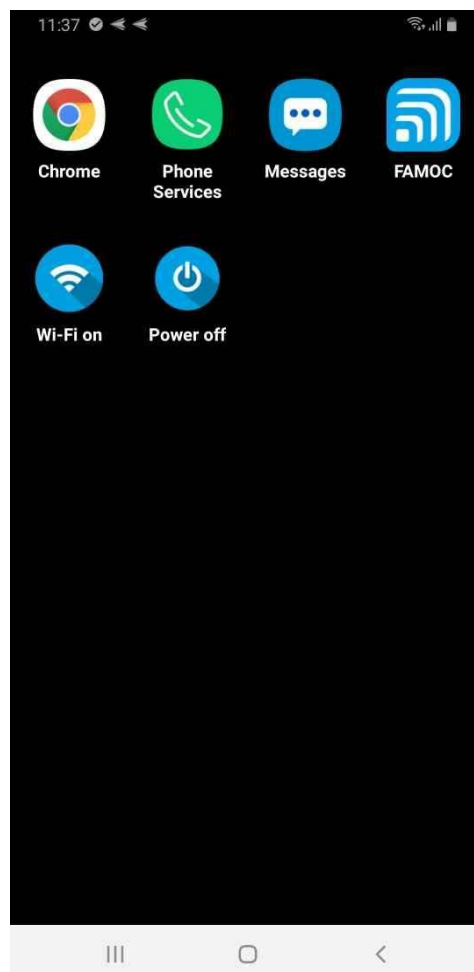 11:37
Chrome
Phone
Services
Messages
FAMOC
Wi-Fi on
Power off